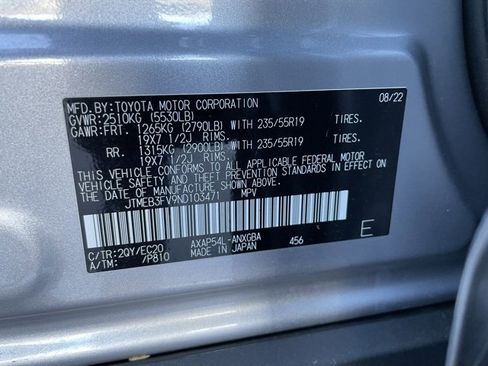 MFD.BY:TOYOTA MOTOR CORPORATION 08/22
GVWR:2510KG (5530LB)
GAWR:FRT. 1265KG (2790LB) WITH 235/55R19 TIRES.
19X7 1/2J RIMS.
RR. 1315KG (2900LB) WITH 235/55R19 TIRES.
19X7 1/2J RIMS.
THIS VEHICLE CONFORMS TO ALL APPLICABLE FEDERAL MOTOR
VEHICLE SAFETY STANDARDS IN EFFECT ON
THE DATE OF MANUFACTURE SHOWN ABOVE.
JTMEB3FV9ND103471 MPV
C/TR:2QY/EC20 AXAP54L-ANXGBA 456
A/TM: /P810 MADE IN JAPAN
E